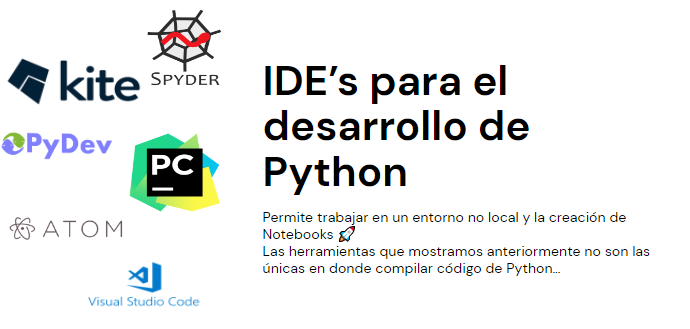 SPYDER
kite
PyDev
PC
ATOM
Visual Studio Code
IDE’s para el
desarrollo de
Python
Permite trabajar en un entorno no local y la creación de
Notebooks 🚀
Las herramientas que mostramos anteriormente no son las
únicas en donde compilar código de Python...